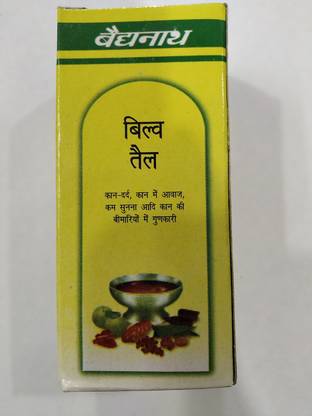 बैद्यनाथ
बिल्व
तैल
कान-दर्द, कान में आवाज,
कम सुनना आदि कान की
बीमारियों में गुणकारी